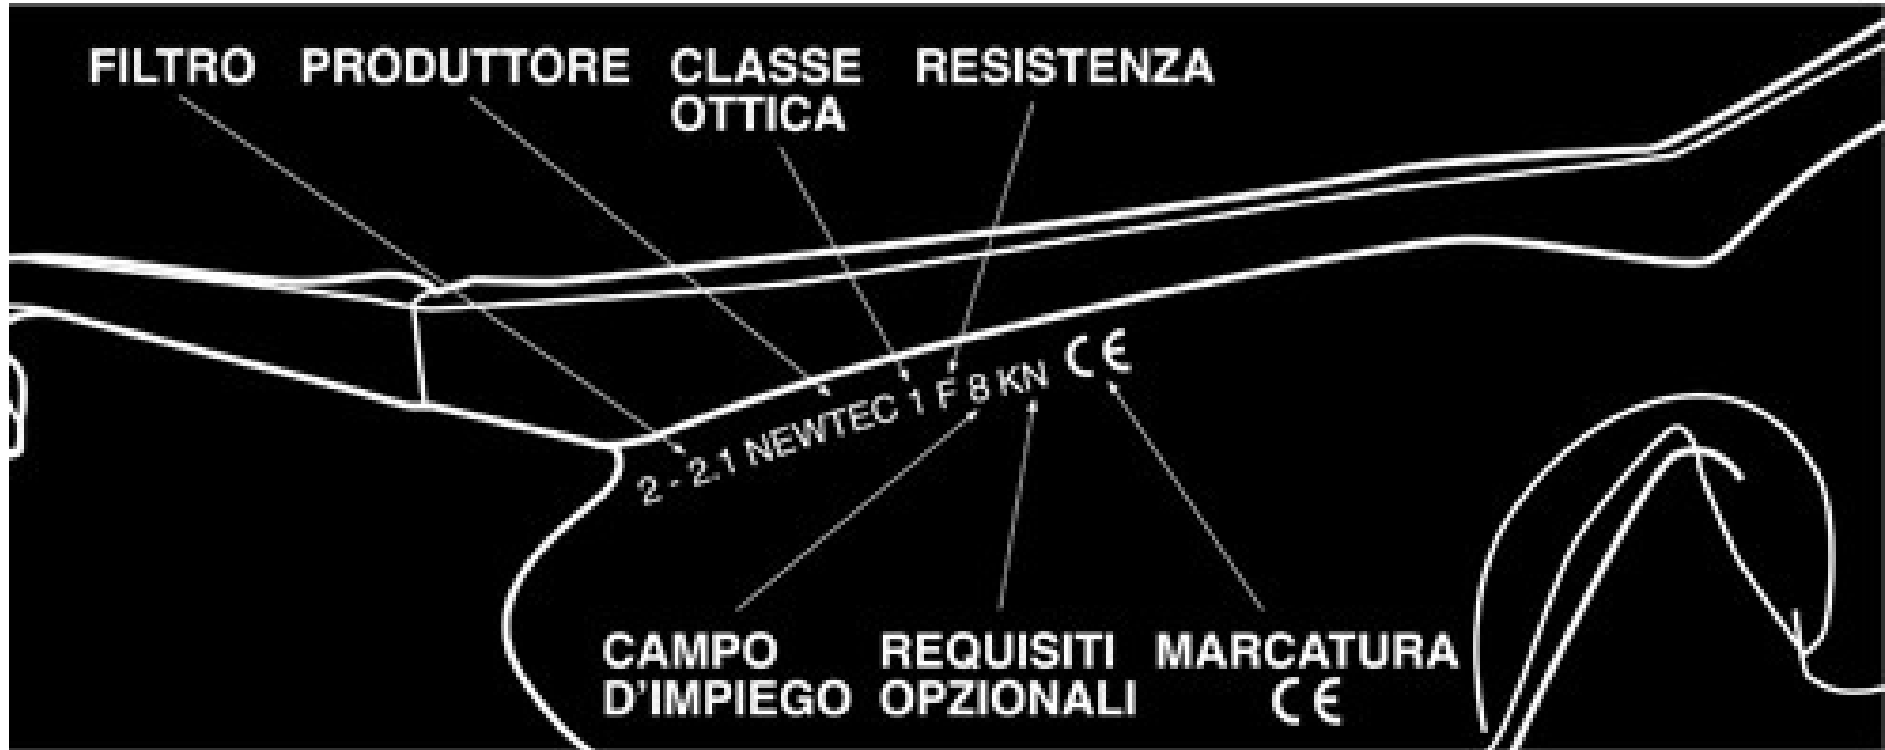 FILTRO PRODUTTORE CLASSE OTTICA RESISTENZA
2 - 2.1 NEWTEC 1 F 8 KN CE
CAMPO D'IMPIEGO REQUISITI OPZIONALI MARCATURA CE